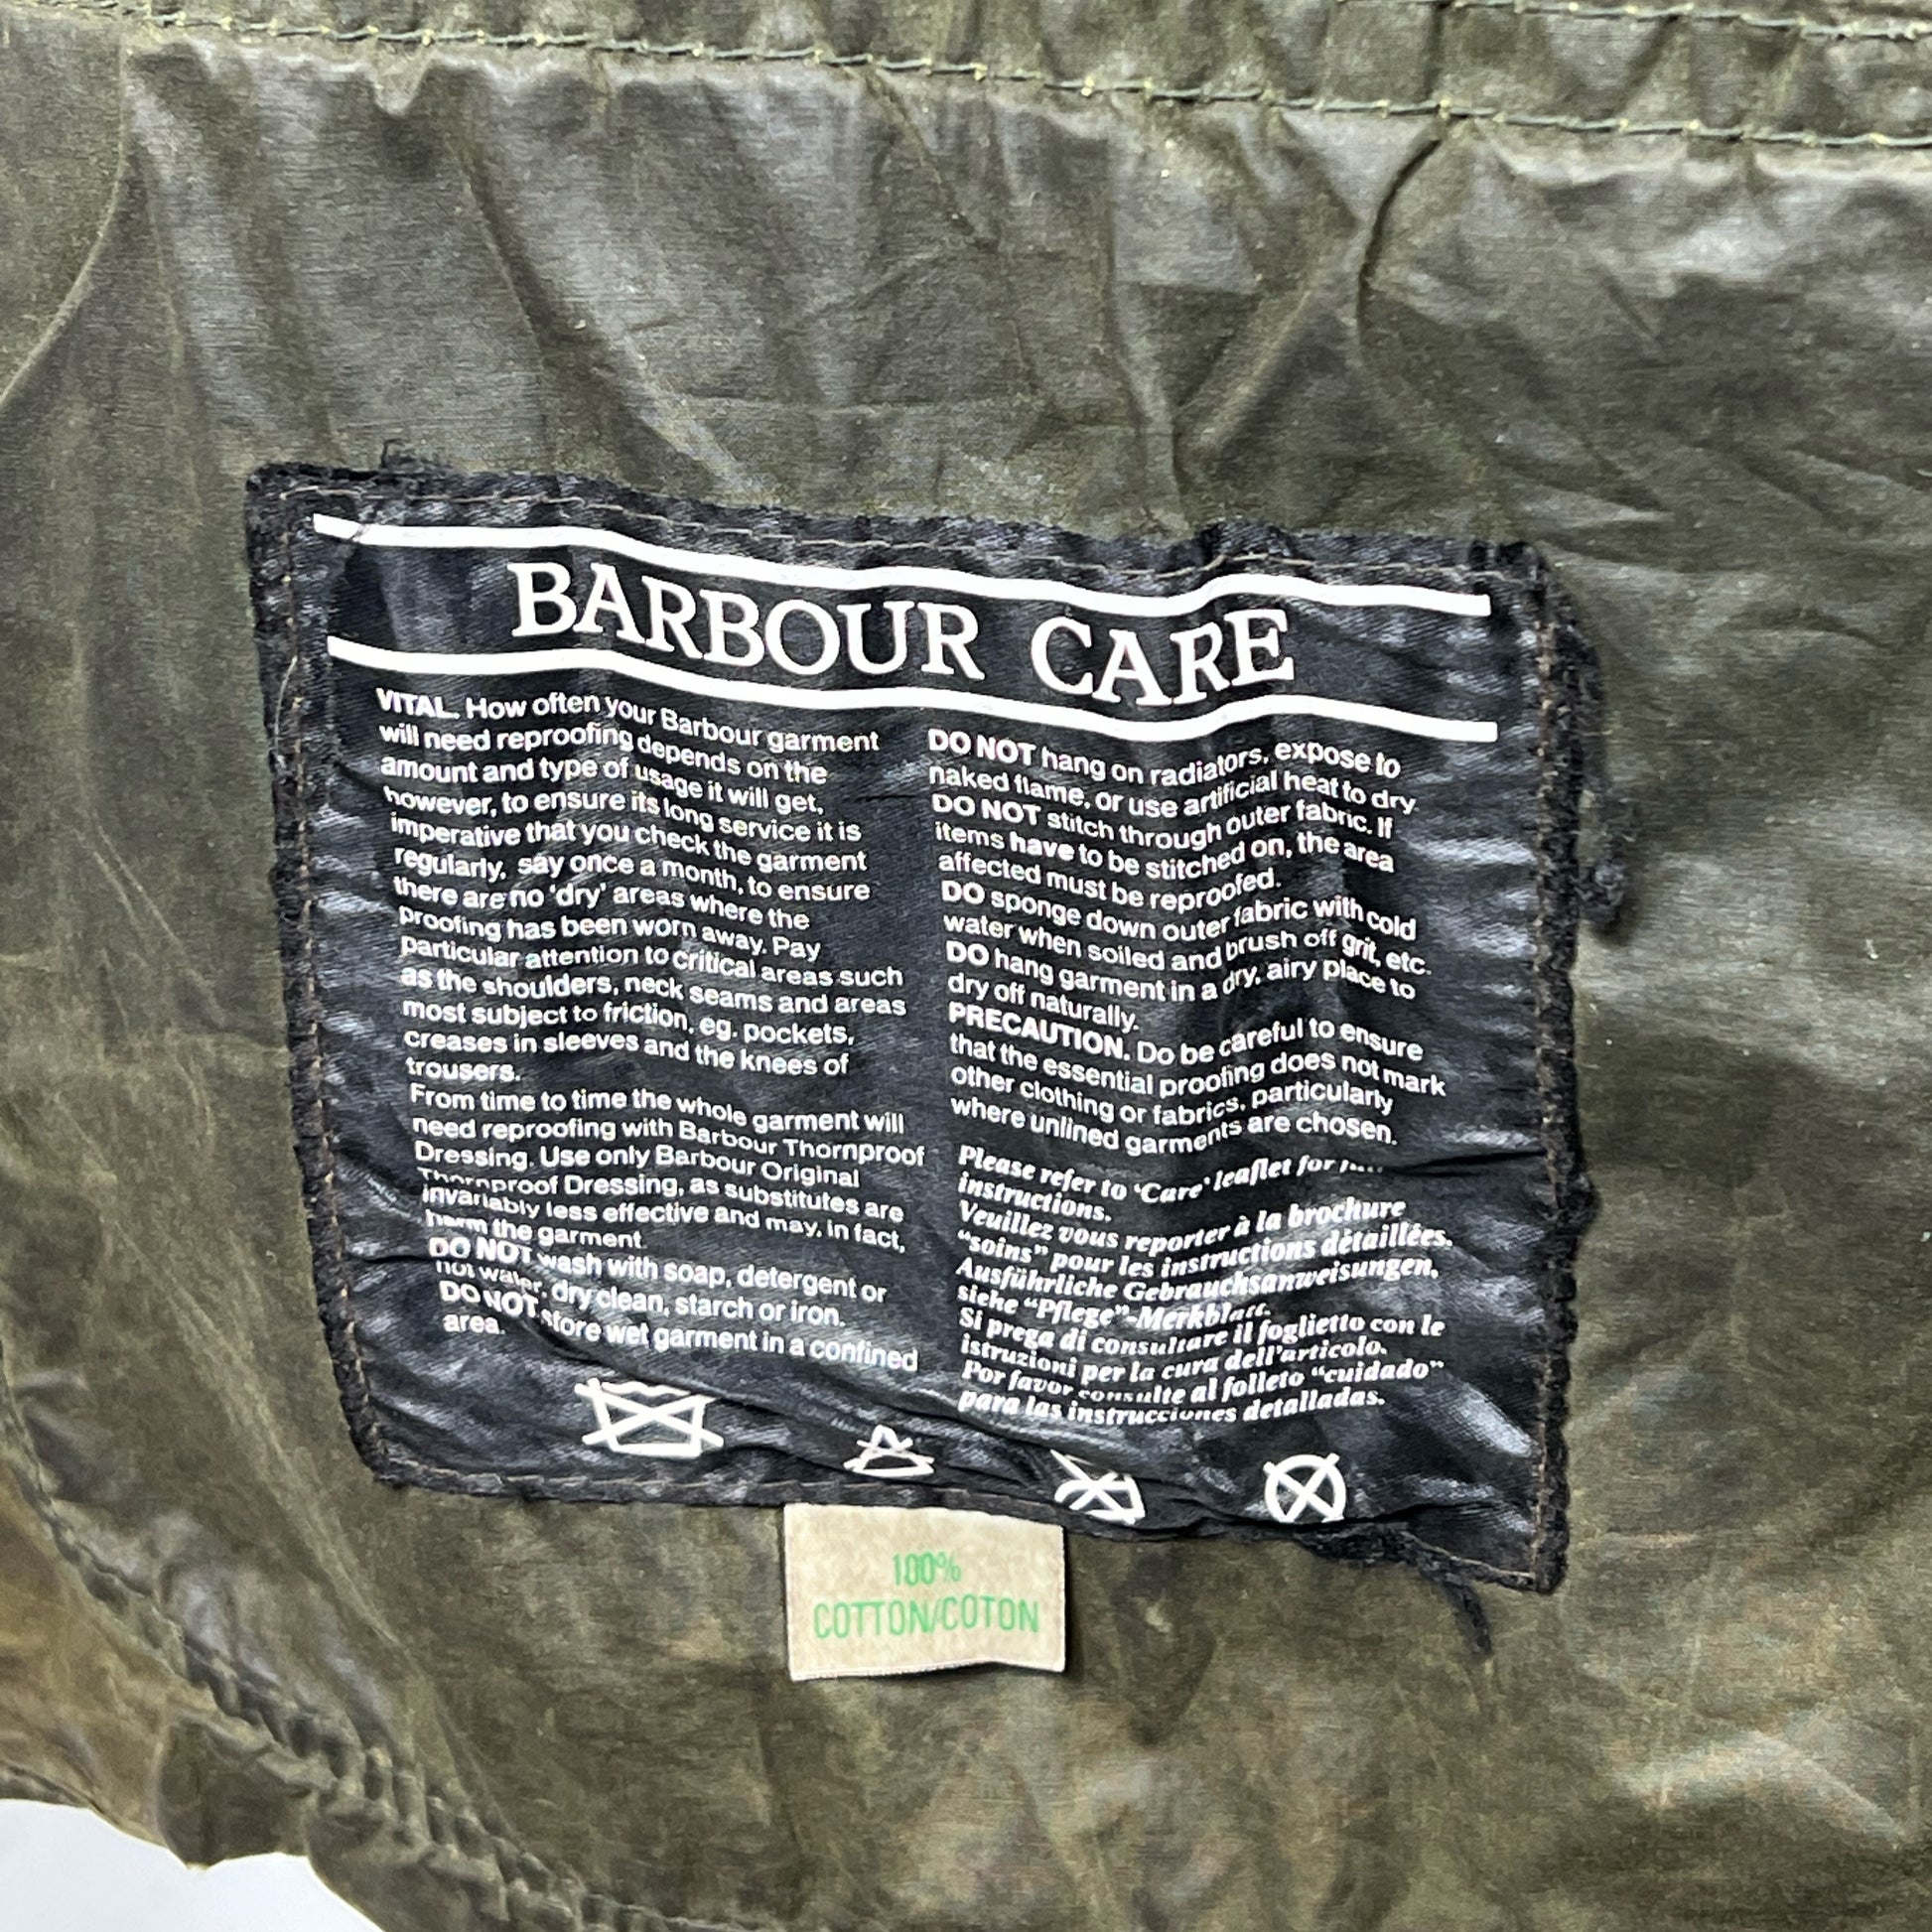 BARBOUR CARE
VITAL. How often your Barbour garment
will need reproofing depends on the
amount and type of usage it will get,
however, to ensure its long service it is
imperative that you check the garment
regularly, say once a month, to ensure
there are no 'dry' areas where the
proofing has been worn away. Pay
particular attention to critical areas such
as the shoulders, neck seams and areas
most subject to friction, eg. pockets,
creases in sleeves and the knees of
trousers.
From time to time the whole garment will
need reproofing with Barbour Thornproof
Dressing. Use only Barbour Original
Thornproof Dressing, as substitutes are
invariably less effective and may, in fact,
harm the garment.
DO NOT wash with soap, detergent or
hot water, dry clean, starch or iron.
DO NOT store wet garment in a confined
area.
DO NOT hang on radiators, expose to
naked flame, or use artificial heat to dry.
DO NOT stitch through outer fabric. If
items have to be stitched on, the area
affected must be reproofed.
DO sponge down outer fabric with cold
water when soiled and brush off grit, etc.
DO hang garment in a dry, airy place to
dry off naturally.
PRECAUTION. Do be careful to ensure
that the essential proofing does not mark
other clothing or fabrics, particularly
where unlined garments are chosen.
Please refer to 'Care' leaflet for
instructions.
Veuillez vous reporter à la brochure
"soins" pour les instructions détaillées.
Ausführliche Gebrauchsanweisungen,
siehe "Pflege"-Merkblatt.
Si prega di consultare il foglietto con le
istruzioni per la cura dell'articolo.
Por favor consulte al folleto "cuidado"
para las instrucciones detalladas.
100%
COTTON/COTON